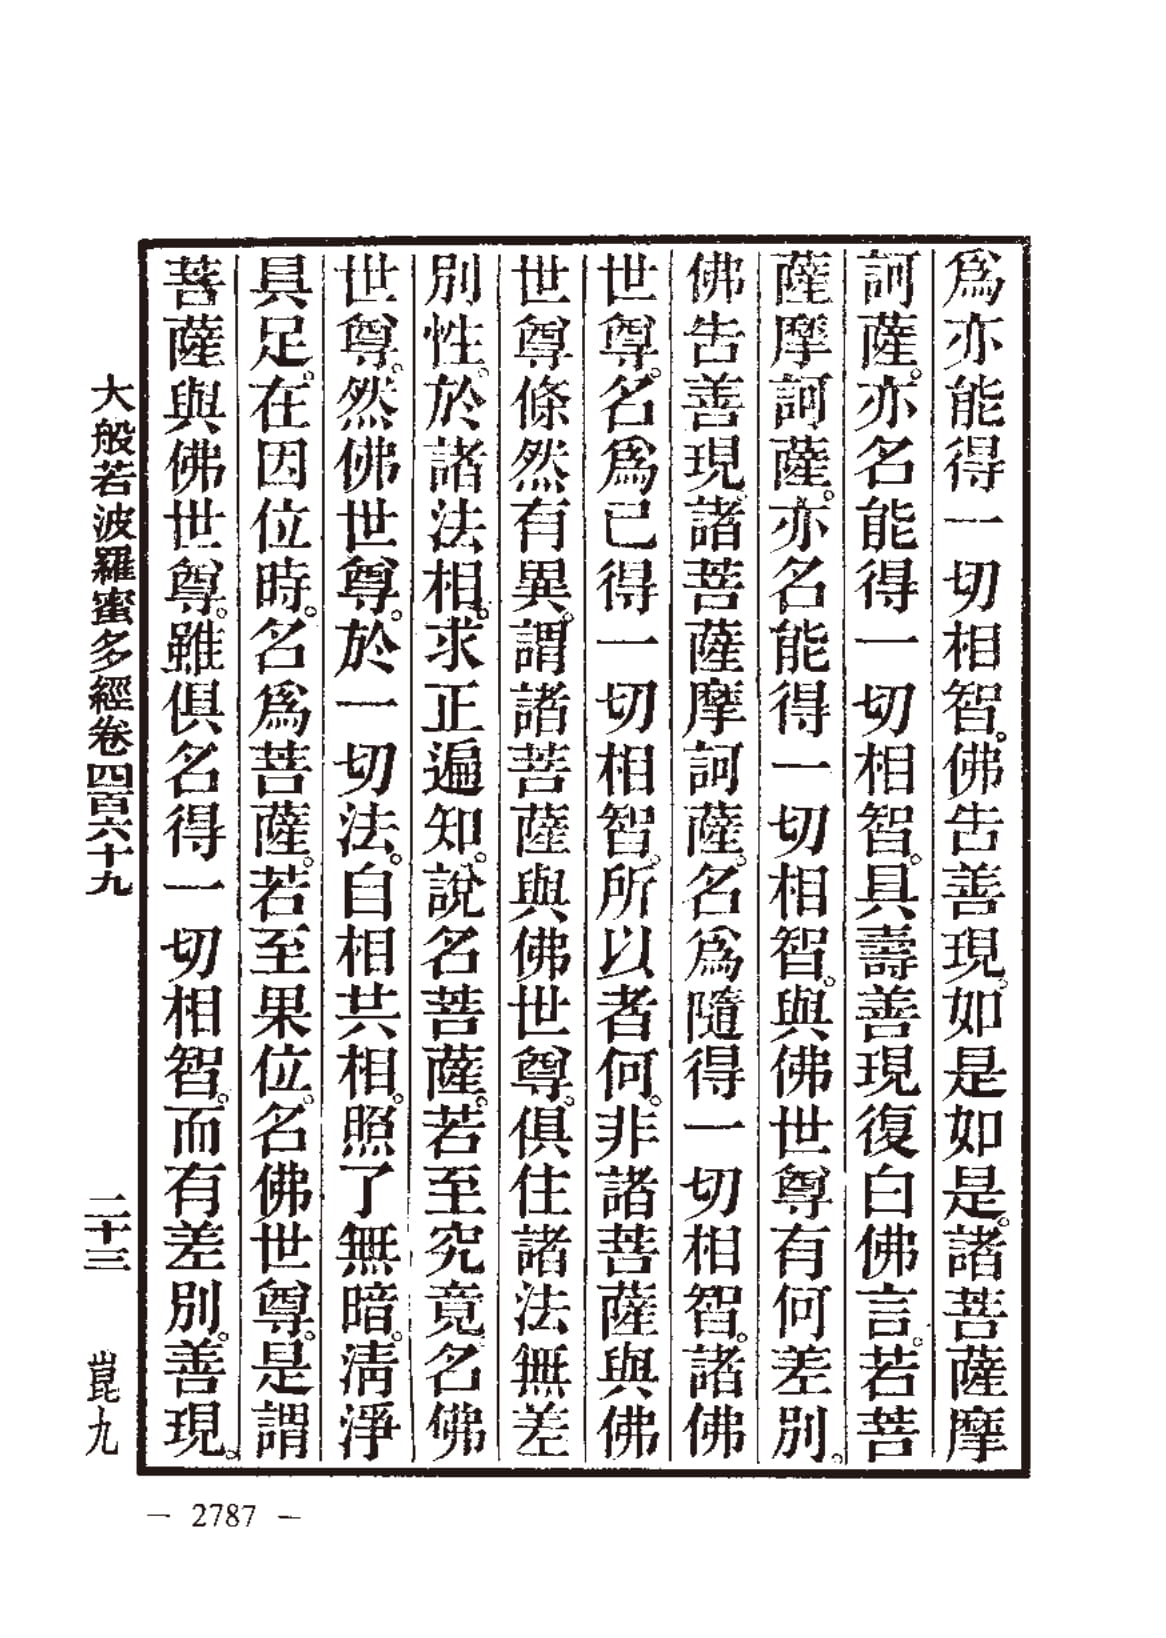 爲亦能得一切相智。佛告善現。如是如是。諸菩薩摩
訶薩。亦名能得一切相智。具壽善現復白佛言。若菩
薩摩訶薩。亦名能得一切相智。與佛世尊有何差別。
佛告善現。諸菩薩摩訶薩。名爲隨得一切相智。諸佛
世尊。名爲已得一切相智。所以者何。非諸菩薩與佛
世尊條然有異。謂諸菩薩與佛世尊。俱住諸法無差
別性。於諸法相。求正遍知。說名菩薩。若至究竟名佛
世尊。然佛世尊。於一切法。自相共相。照了無暗。淸淨
具足。在因位時。名爲菩薩。若至果位。名佛世尊。是謂
菩薩與佛世尊。雖俱名得一切相智。而有差別。善現。
大般若波羅蜜多經卷四百六十九 二十三 崑九
— 2787 —